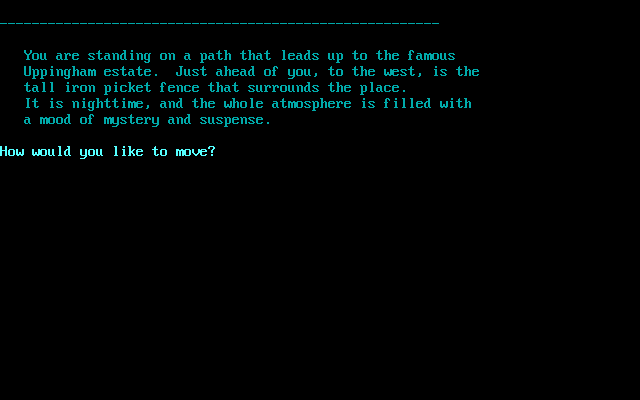 You are standing on a path that leads up to the famous
Uppingham estate.  Just ahead of you, to the west, is the
tall iron picket fence that surrounds the place.
It is nighttime, and the whole atmosphere is filled with
a mood of mystery and suspense.
How would you like to move?